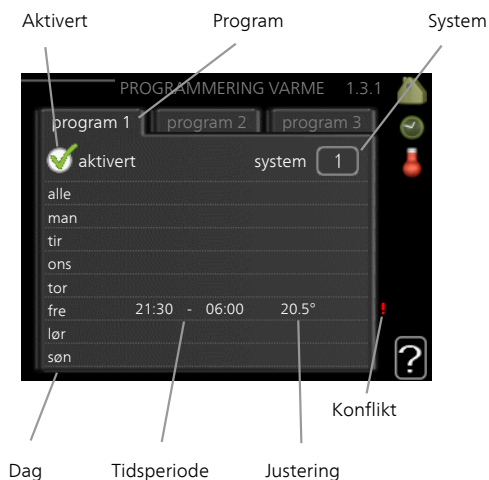 Aktivert Program System
PROGRAMMERING VARME 1.3.1
program 1 program 2 program 3
aktivert system 1
alle
man
tir
ons
tor
fre 21:30 - 06:00 20.5° !
lør
søn
?
Konflikt
Dag Tidsperiode Justering